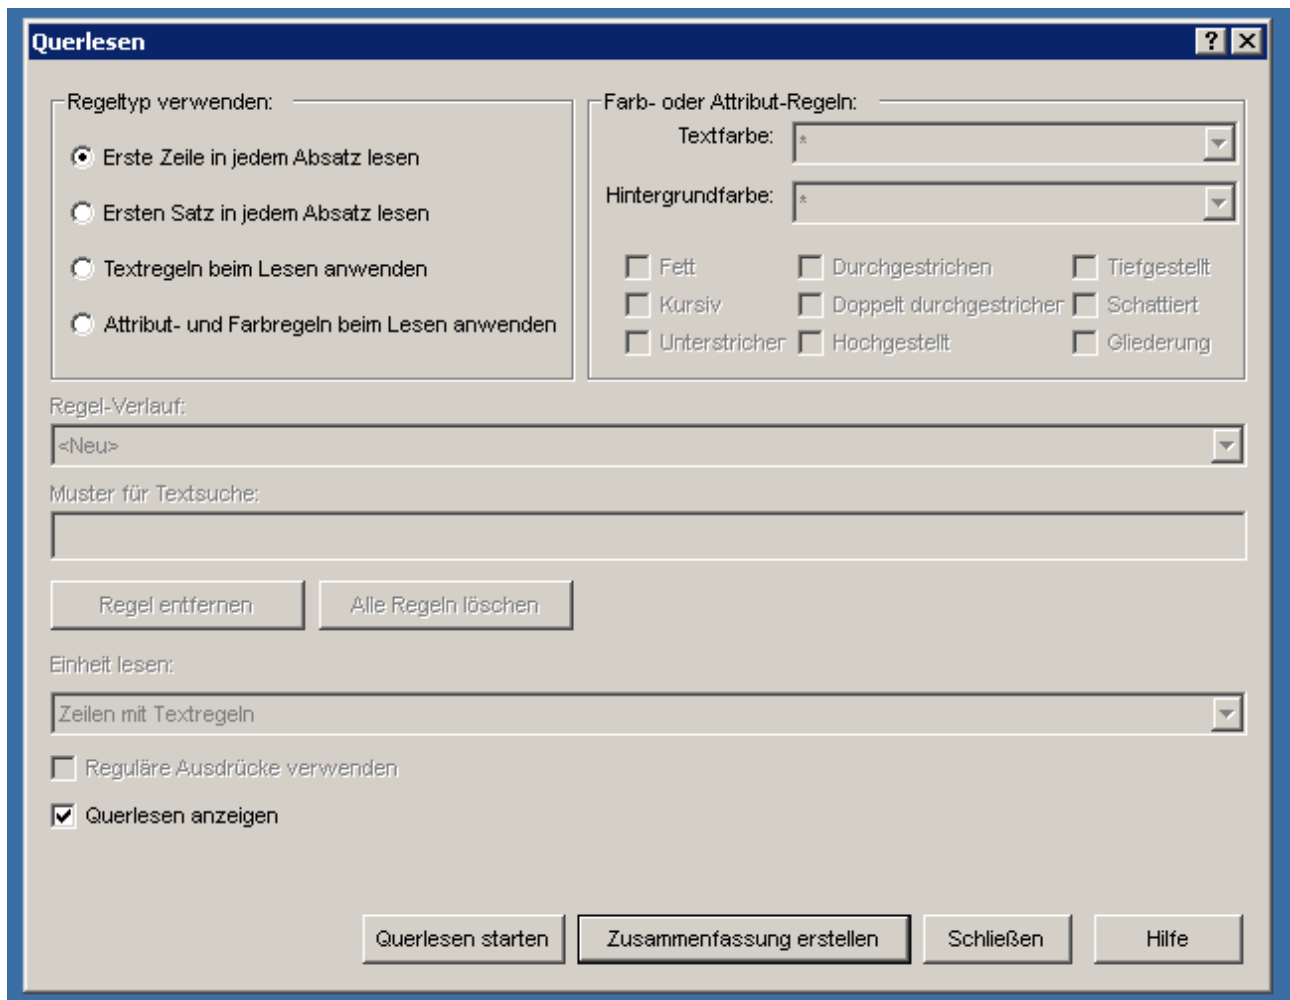 Querlesen
Regeltyp verwenden:
Erste Zeile in jedem Absatz lesen
Ersten Satz in jedem Absatz lesen
Textregeln beim Lesen anwenden
Attribut- und Farbregeln beim Lesen anwenden
Farb- oder Attribut-Regeln:
Textfarbe: *
Hintergrundfarbe: *
Fett Durchgestrichen Tiefgestellt
Kursiv Doppelt durchgestricher Schattiert
Unterstricher Hochgestellt Gliederung
Regel-Verlauf:
<Neu>
Muster für Textsuche:
Regel entfernen Alle Regeln löschen
Einheit lesen:
Zeilen mit Textregeln
Reguläre Ausdrücke verwenden
Querlesen anzeigen
Querlesen starten Zusammenfassung erstellen Schließen Hilfe